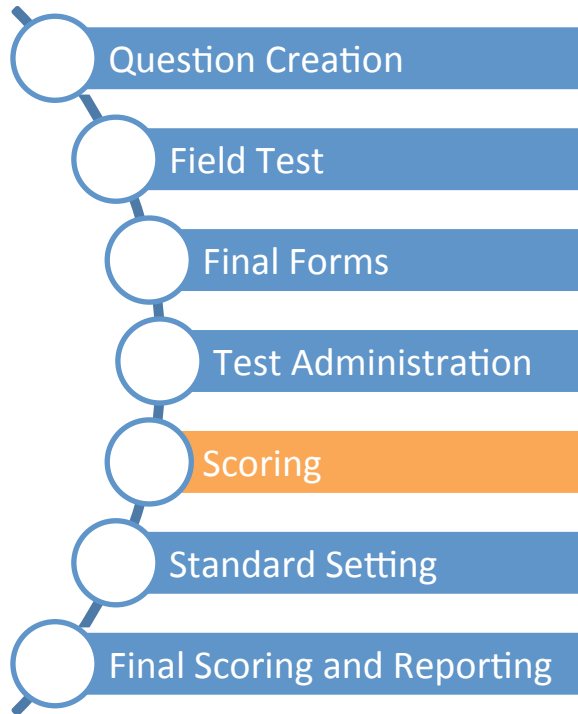 Question Creation
Field Test
Final Forms
Test Administration
Scoring
Standard Setting
Final Scoring and Reporting